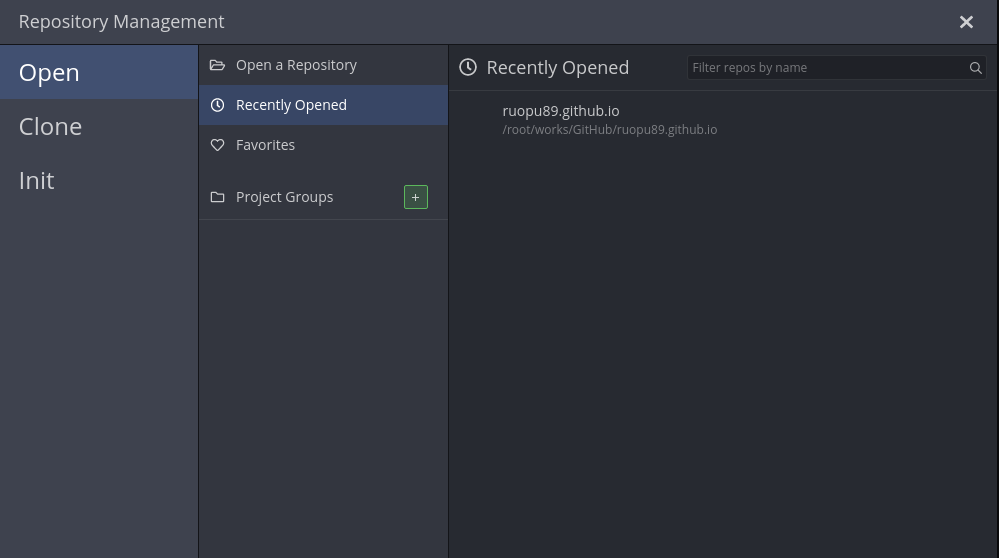 Repository Management
Open
Clone
Init
Open a Repository
Recently Opened
Favorites
Project Groups
+
Recently Opened
Filter repos by name
ruopu89.github.io
/root/works/GitHub/ruopu89.github.io